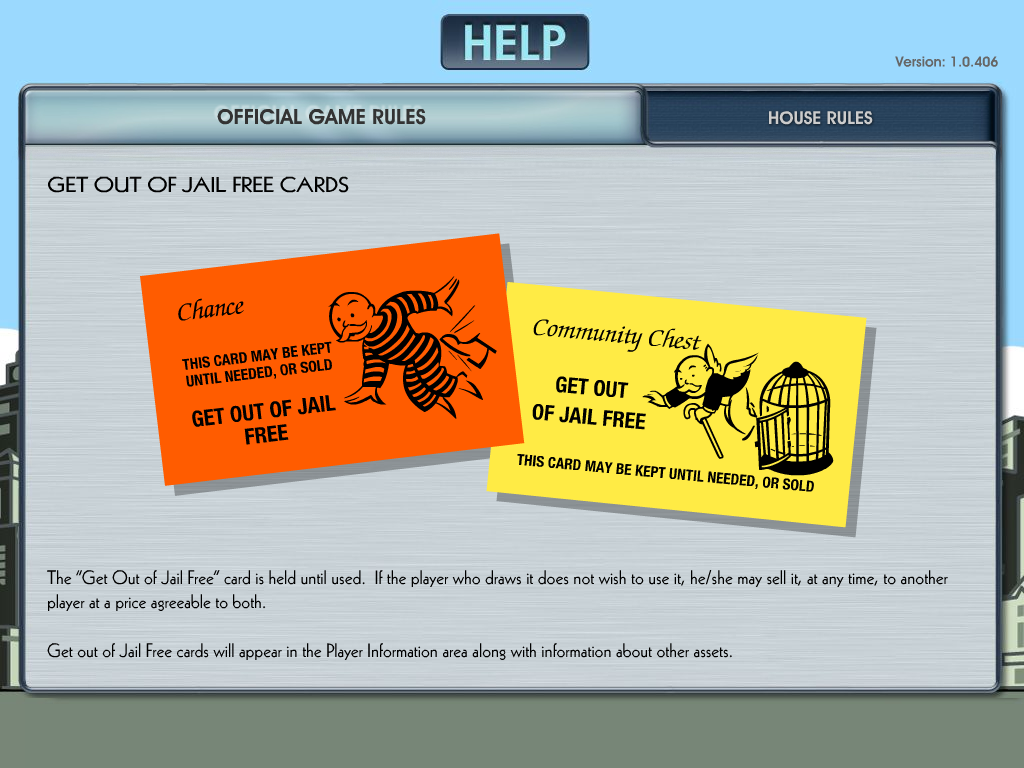 HELP
Version: 1.0.406
OFFICIAL GAME RULES
HOUSE RULES
GET OUT OF JAIL FREE CARDS
Chance
THIS CARD MAY BE KEPT
UNTIL NEEDED, OR SOLD
GET OUT OF JAIL
FREE
Community Chest
GET OUT
OF JAIL FREE
THIS CARD MAY BE KEPT UNTIL NEEDED, OR SOLD
The "Get Out of Jail Free" card is held until used.  If the player who draws it does not wish to use it, he/she may sell it, at any time, to another
player at a price agreeable to both.
Get out of Jail Free cards will appear in the Player Information area along with information about other assets.